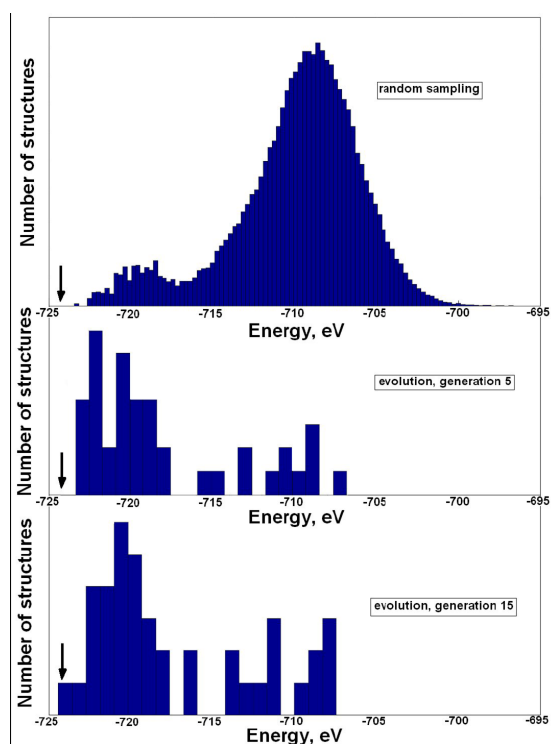 Number of structures
random sampling
-725 -720 -715 -710 -705 -700 -695
Energy, eV
Number of structures
evolution, generation 5
-725 -720 -715 -710 -705 -700 -695
Energy, eV
Number of structures
evolution, generation 15
-725 -720 -715 -710 -705 -700 -695
Energy, eV